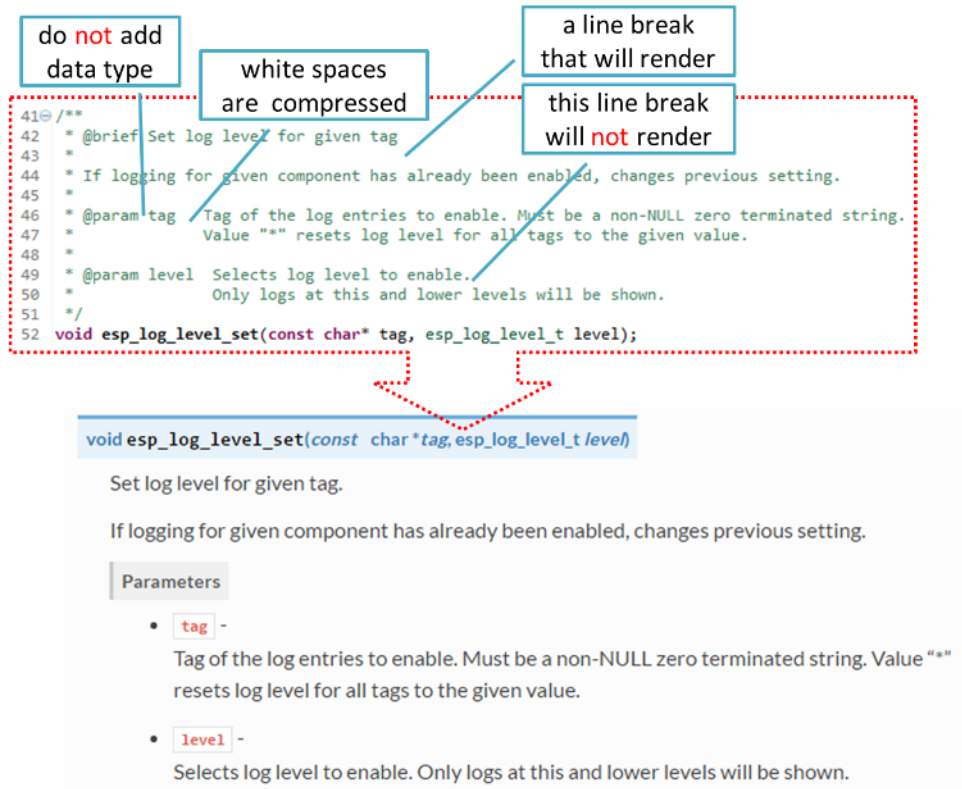 do not add
data type
white spaces
are compressed
a line break
that will render
this line break
will not render
41 /**
42 * @brief Set log level for given tag
43 *
44 * If logging for given component has already been enabled, changes previous setting.
45 *
46 * @param tag Tag of the log entries to enable. Must be a non-NULL zero terminated string.
47 * Value "*" resets log level for all tags to the given value.
48 *
49 * @param level Selects log level to enable.
50 * Only logs at this and lower levels will be shown.
51 */
52 void esp_log_level_set(const char* tag, esp_log_level_t level);
void esp_log_level_set(const char *tag, esp_log_level_t level)
Set log level for given tag.
If logging for given component has already been enabled, changes previous setting.
Parameters
• tag -
Tag of the log entries to enable. Must be a non-NULL zero terminated string. Value “*”
resets log level for all tags to the given value.
• level -
Selects log level to enable. Only logs at this and lower levels will be shown.